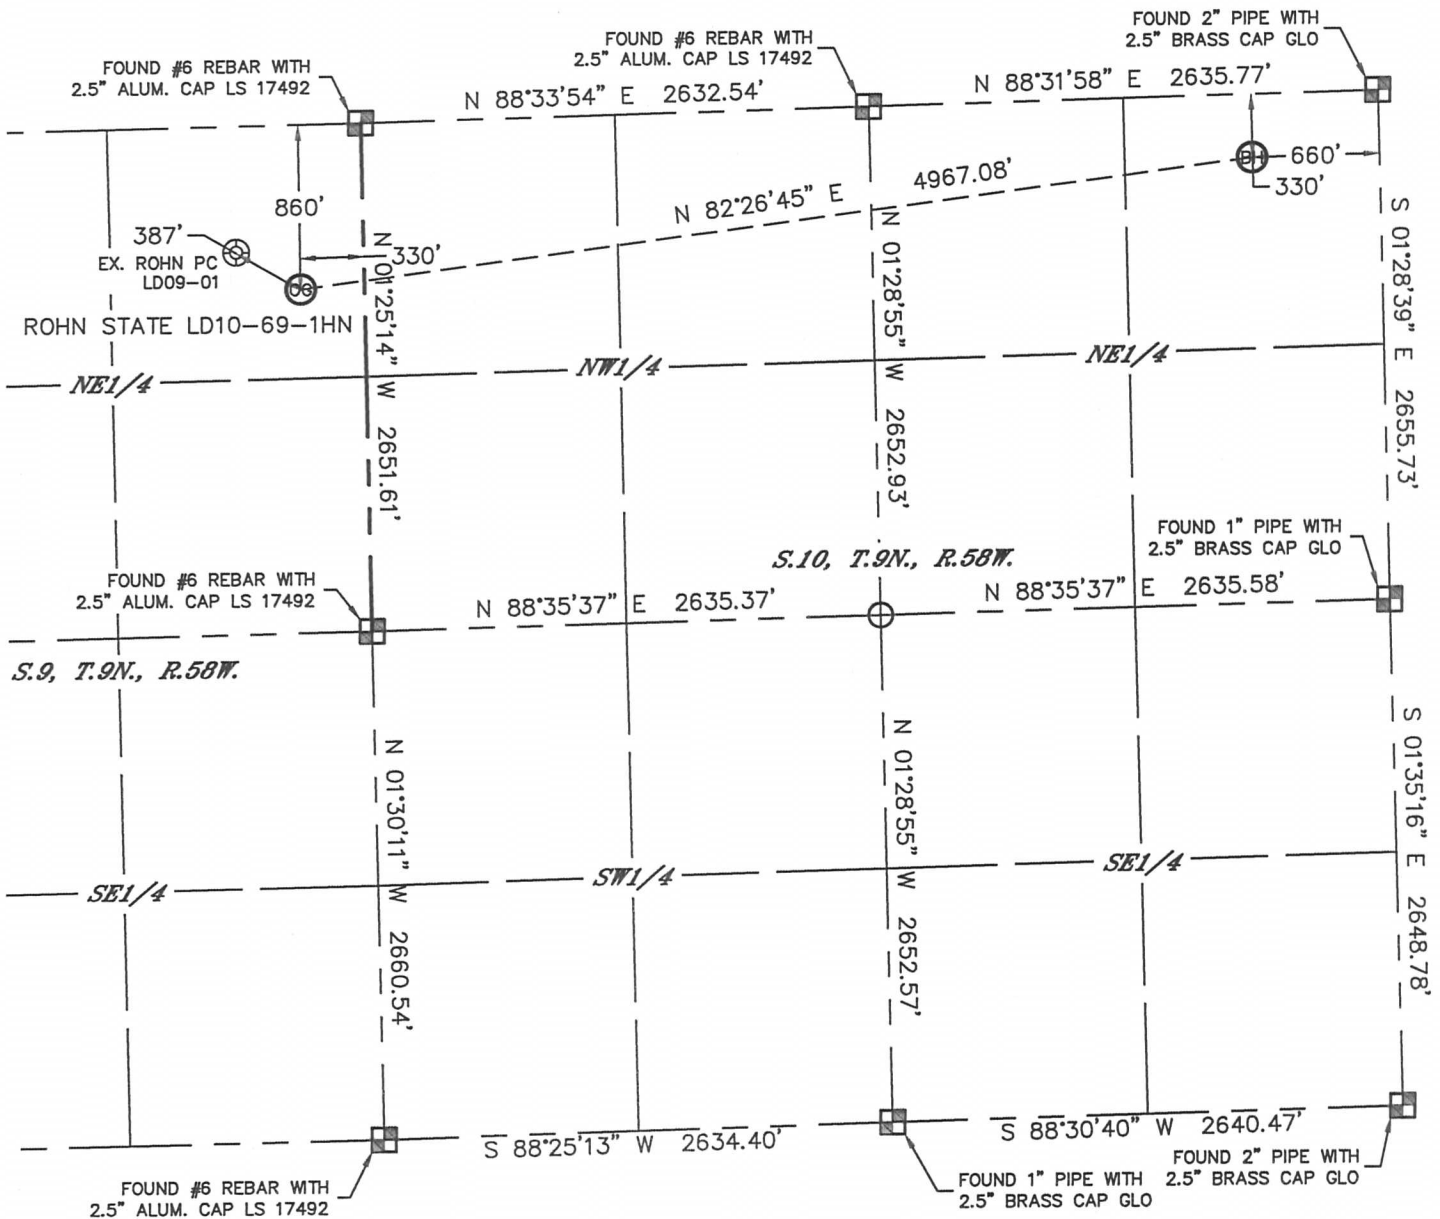 FOUND 2" PIPE WITH
2.5" BRASS CAP GLO
FOUND #6 REBAR WITH
2.5" ALUM. CAP LS 17492
FOUND #6 REBAR WITH
2.5" ALUM. CAP LS 17492
N 88°33'54" E 2632.54'
N 88°31'58" E 2635.77'
BH
660'
330'
N 82°26'45" E 4967.08'
860'
387'
EX. ROHN PC
LD09-01
330'
OG
ROHN STATE LD10-69-1HN
N 01°25'14" W 2651.61'
N 01°28'55" W 2652.93'
S 01°28'39" E 2655.73'
NE1/4
NW1/4
NE1/4
FOUND 1" PIPE WITH
2.5" BRASS CAP GLO
S.10, T.9N., R.58W.
FOUND #6 REBAR WITH
2.5" ALUM. CAP LS 17492
N 88°35'37" E 2635.37'
N 88°35'37" E 2635.58'
S.9, T.9N., R.58W.
N 01°30'11" W 2660.54'
N 01°28'55" W 2652.57'
S 01°35'16" E 2648.78'
SE1/4
SW1/4
SE1/4
S 88°25'13" W 2634.40'
S 88°30'40" W 2640.47'
FOUND #6 REBAR WITH
2.5" ALUM. CAP LS 17492
FOUND 1" PIPE WITH
2.5" BRASS CAP GLO
FOUND 2" PIPE WITH
2.5" BRASS CAP GLO